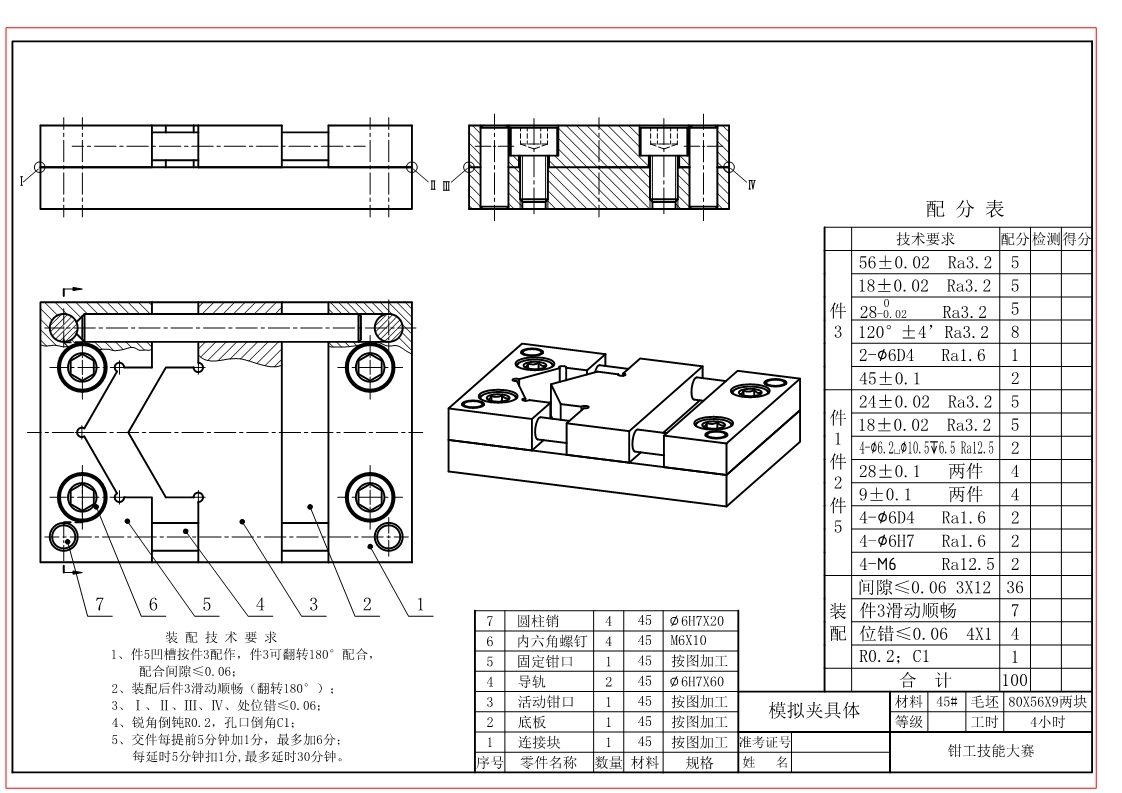 Ⅰ
Ⅱ
Ⅲ
Ⅳ
7 6 5 4 3 2 1
装 配 技 术 要 求
1、件5凹槽按件3配作，件3可翻转180°配合，
配合间隙≤0.06；
2、装配后件3滑动顺畅（翻转180°）；
3、Ⅰ、Ⅱ、Ⅲ、Ⅳ、处位错≤0.06；
4、锐角倒钝R0.2，孔口倒角C1；
5、交件每提前5分钟加1分，最多加6分；
每延时5分钟扣1分,最多延时30分钟。
配 分 表
技术要求 配分 检测 得分
件3
56±0.02 Ra3.2 5
18±0.02 Ra3.2 5
28 0 -0.02 Ra3.2 5
120°±4′ Ra3.2 8
2-φ6D4 Ra1.6 1
45±0.1 2
件1件2件5
24±0.02 Ra3.2 5
18±0.02 Ra3.2 5
4-φ6.2⌴φ10.5↧6.5 Ra12.5 2
28±0.1 两件 4
9±0.1 两件 4
4-φ6D4 Ra1.6 2
4-φ6H7 Ra1.6 2
4-M6 Ra12.5 2
装配
间隙≤0.06 3X12 36
件3滑动顺畅 7
位错≤0.06 4X1 4
R0.2；C1 1
合 计 100
7 圆柱销 4 45 φ6H7X20
6 内六角螺钉 4 45 M6X10
5 固定钳口 1 45 按图加工
4 导轨 2 45 φ6H7X60
3 活动钳口 1 45 按图加工
2 底板 1 45 按图加工
1 连接块 1 45 按图加工
序号 零件名称 数量 材料 规格
模拟夹具体
准考证号
姓 名
材料 45# 毛坯 80X56X9两块
等级 工时 4小时
钳工技能大赛